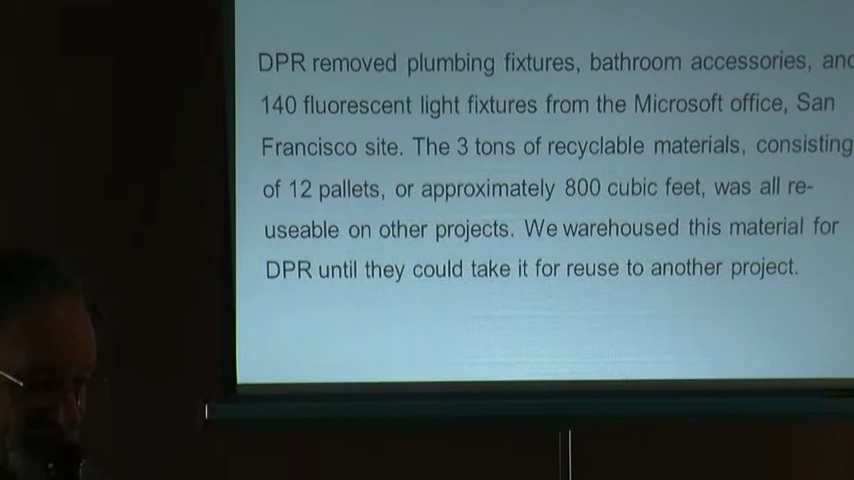 DPR removed plumbing fixtures, bathroom accessories, and
140 fluorescent light fixtures from the Microsoft office, San
Francisco site. The 3 tons of recyclable materials, consisting
of 12 pallets, or approximately 800 cubic feet, was all re-
useable on other projects. We warehoused this material for
DPR until they could take it for reuse to another project.